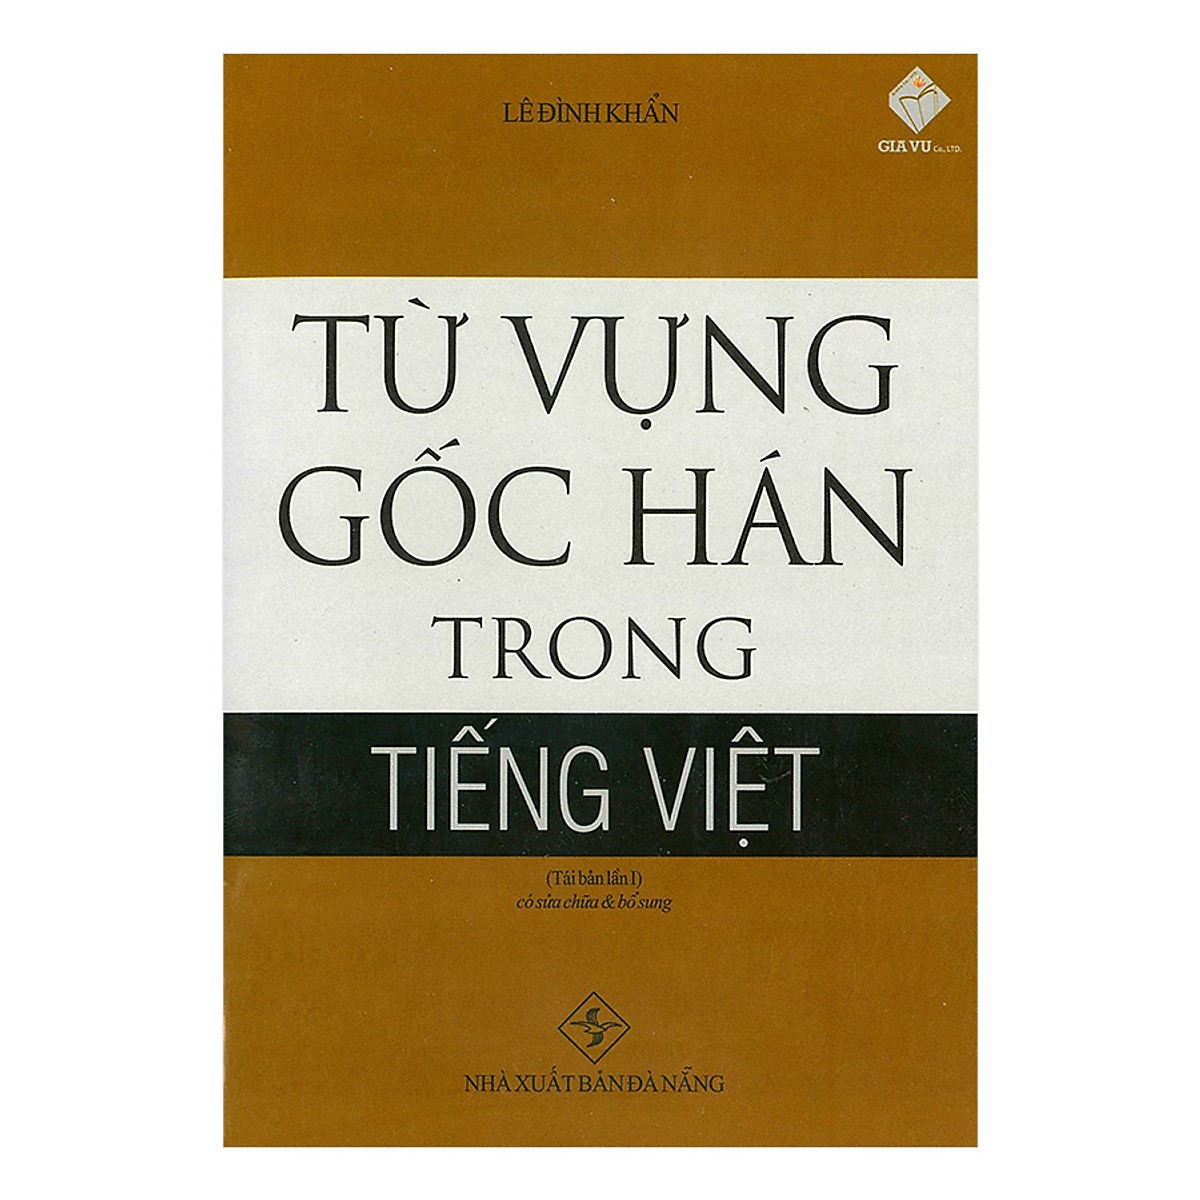 LÊ ĐÌNH KHẨN
GIA VU Co., LTD.
TỪ VỰNG
GỐC HÁN
TRONG
TIẾNG VIỆT
(Tái bản lần I)
có sửa chữa & bổ sung
NHÀ XUẤT BẢN ĐÀ NẴNG